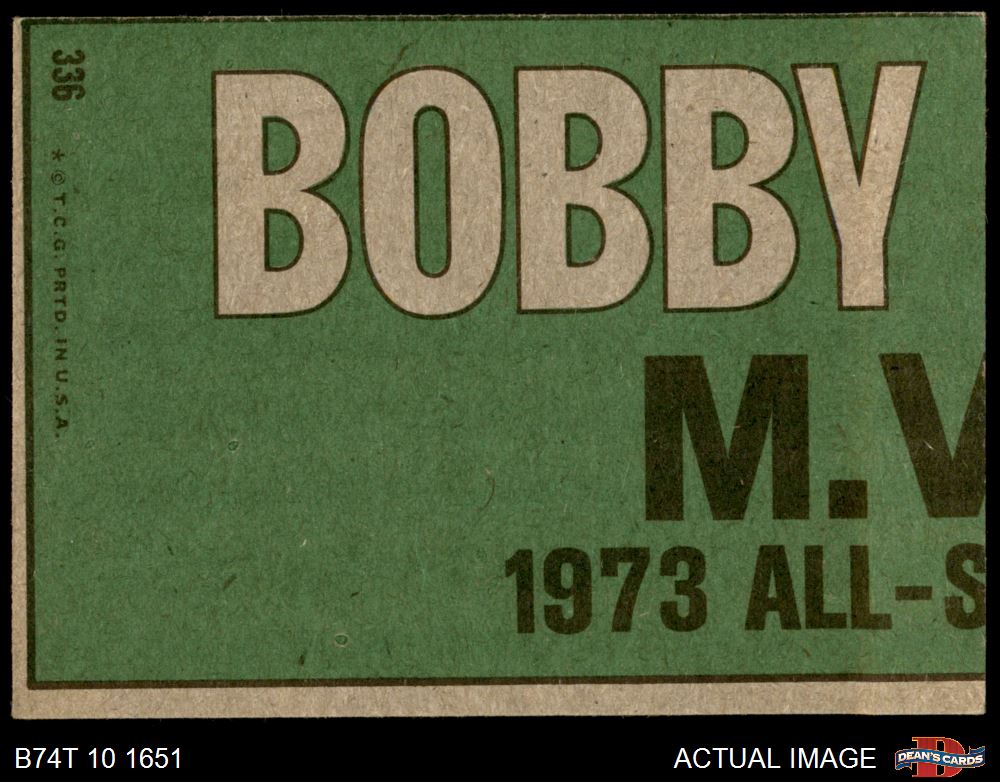 336
* © T.C.G. PRTD. IN U.S.A.
BOBBY
M.V
1973 ALL-S
B74T 10 1651
ACTUAL IMAGE
D
DEAN'S CARDS